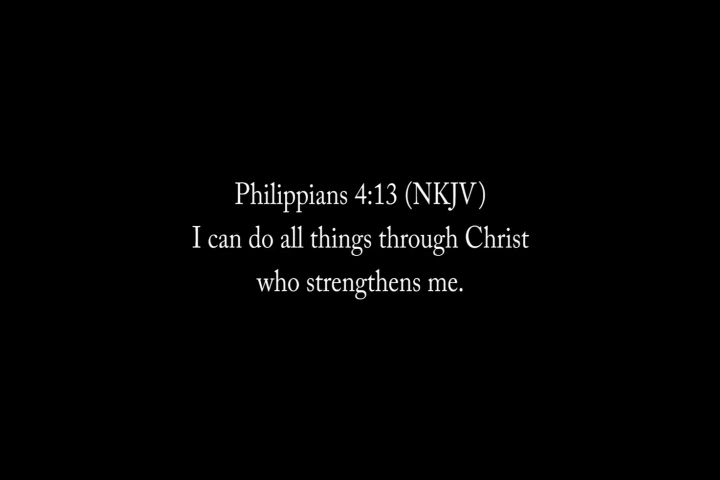 Philippians 4:13 (NKJV)
I can do all things through Christ
who strengthens me.